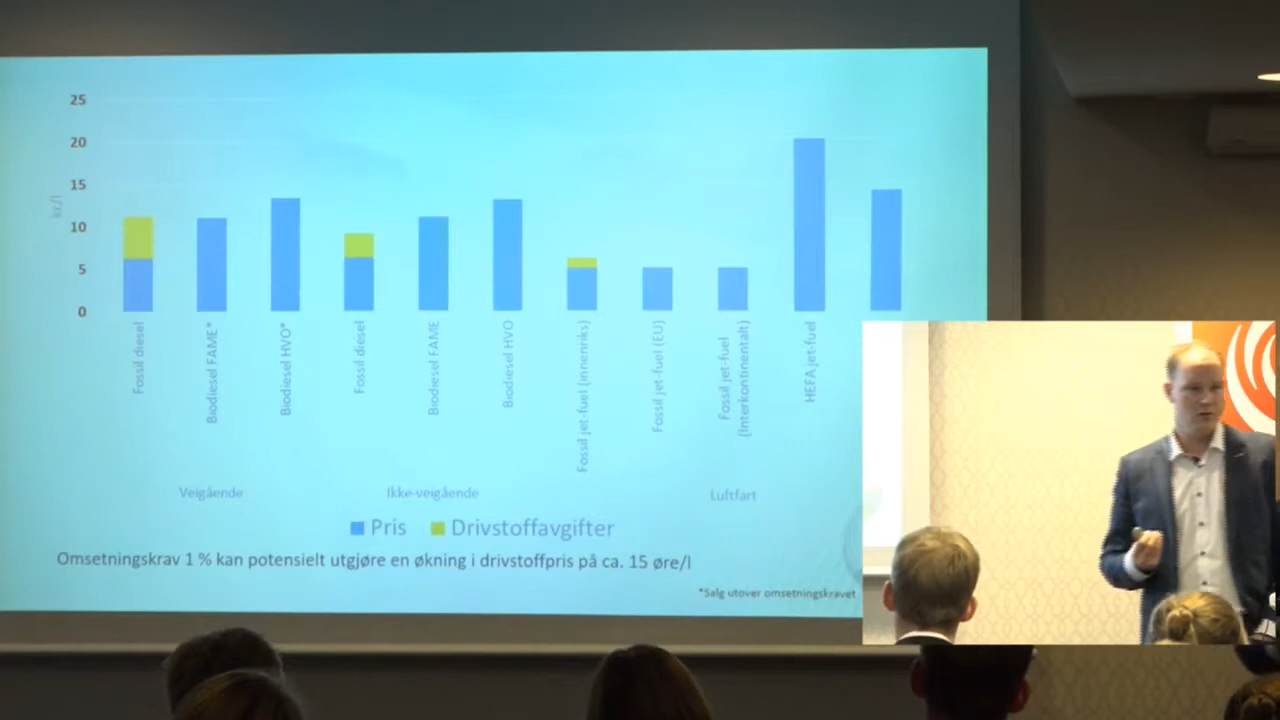 25
20
15
10
5
0
kr/l
Fossil diesel
Biodiesel FAME*
Biodiesel HVO*
Fossil diesel
Biodiesel FAME
Biodiesel HVO
Fossil jet-fuel (innenriks)
Fossil jet-fuel (EU)
Fossil jet-fuel
(Interkontinentalt)
HEFA jet-fuel
Veigående
Ikke-veigående
Luftfart
Pris
Drivstoffavgifter
Omsetningskrav 1 % kan potensielt utgjøre en økning i drivstoffpris på ca. 15 øre/l
*Salg utover omsetningskravet